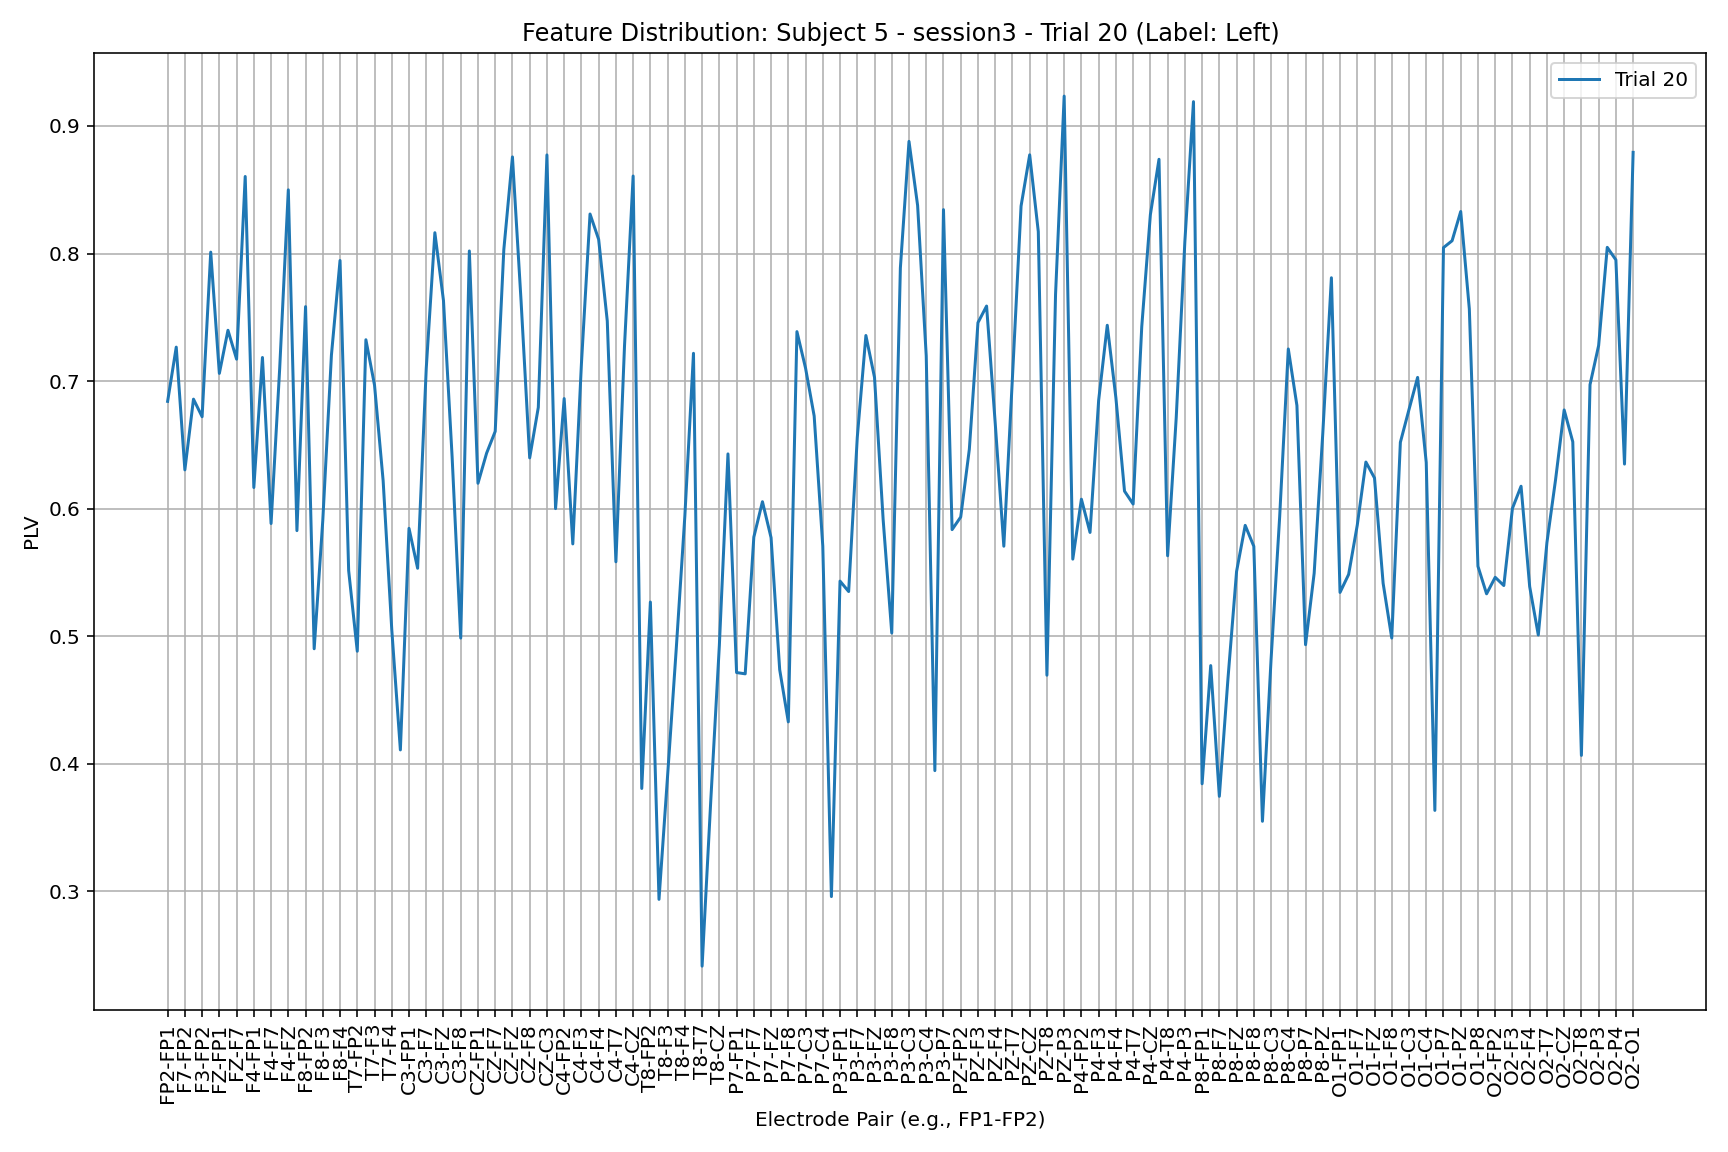 Feature Distribution: Subject 5 - session3 - Trial 20 (Label: Left)
Trial 20
PLV
0.9
0.8
0.7
0.6
0.5
0.4
0.3
FP2-FP1
F7-FP2
F3-FP2
FZ-FP1
FZ-F7
F4-FP1
F4-F7
F4-FZ
F8-FP2
F8-F3
F8-F4
T7-FP2
T7-F3
T7-F4
C3-FP1
C3-F7
C3-FZ
C3-F8
CZ-FP1
CZ-F7
CZ-FZ
CZ-F8
CZ-C3
C4-FP2
C4-F3
C4-F4
C4-T7
C4-CZ
T8-FP2
T8-F3
T8-F4
T8-T7
T8-CZ
P7-FP1
P7-F7
P7-FZ
P7-F8
P7-C3
P7-C4
P3-FP1
P3-F7
P3-FZ
P3-F8
P3-C3
P3-C4
P3-P7
PZ-FP2
PZ-F3
PZ-F4
PZ-T7
PZ-CZ
PZ-T8
PZ-P3
P4-FP2
P4-F3
P4-F4
P4-T7
P4-CZ
P4-T8
P4-P3
P8-FP1
P8-F7
P8-FZ
P8-F8
P8-C3
P8-C4
P8-P7
P8-PZ
O1-FP1
O1-F7
O1-FZ
O1-F8
O1-C3
O1-C4
O1-P7
O1-PZ
O1-P8
O2-FP2
O2-F3
O2-F4
O2-T7
O2-CZ
O2-T8
O2-P3
O2-P4
O2-O1
Electrode Pair (e.g., FP1-FP2)